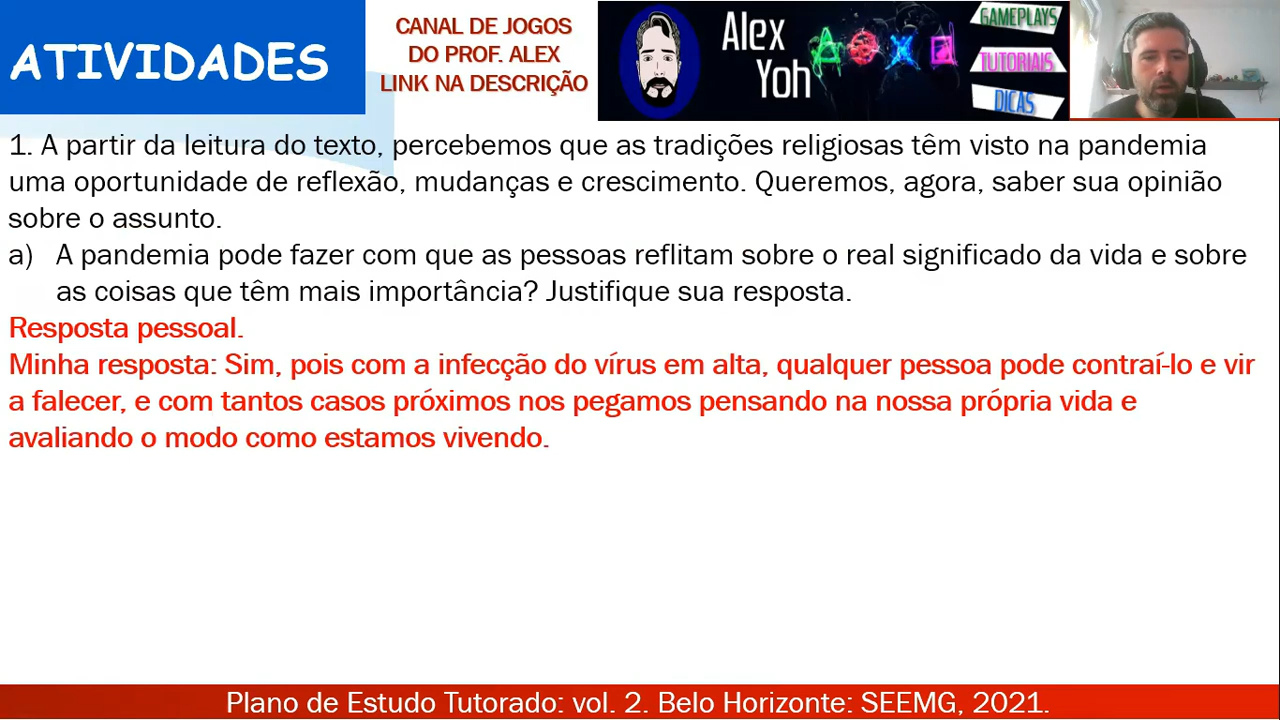 ATIVIDADES
CANAL DE JOGOS
DO PROF. ALEX
LINK NA DESCRIÇÃO
Alex
Yoh
GAMEPLAYS
TUTORIAIS
DICAS
1. A partir da leitura do texto, percebemos que as tradições religiosas têm visto na pandemia
uma oportunidade de reflexão, mudanças e crescimento. Queremos, agora, saber sua opinião
sobre o assunto.
a) A pandemia pode fazer com que as pessoas reflitam sobre o real significado da vida e sobre
as coisas que têm mais importância? Justifique sua resposta.
Resposta pessoal.
Minha resposta: Sim, pois com a infecção do vírus em alta, qualquer pessoa pode contraí-lo e vir
a falecer, e com tantos casos próximos nos pegamos pensando na nossa própria vida e
avaliando o modo como estamos vivendo.
Plano de Estudo Tutorado: vol. 2. Belo Horizonte: SEEMG, 2021.